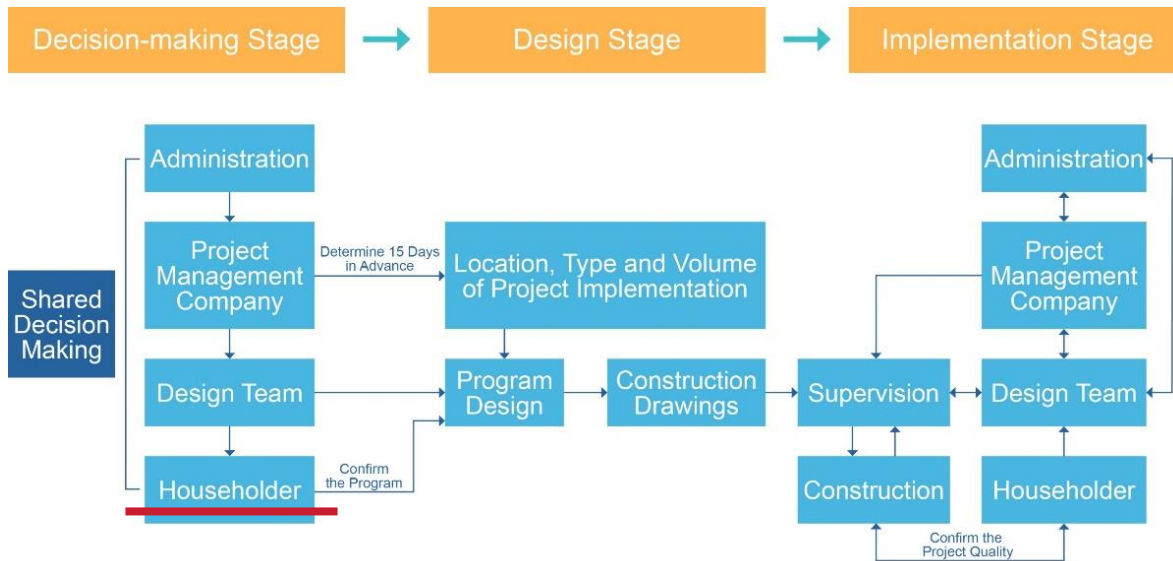 Decision-making Stage
Design Stage
Implementation Stage
Shared
Decision
Making
Administration
Project
Management
Company
Design Team
Householder
Determine 15 Days
in Advance
Confirm
the Program
Location, Type and Volume
of Project Implementation
Program
Design
Construction
Drawings
Supervision
Construction
Administration
Project
Management
Company
Design Team
Householder
Confirm the
Project Quality